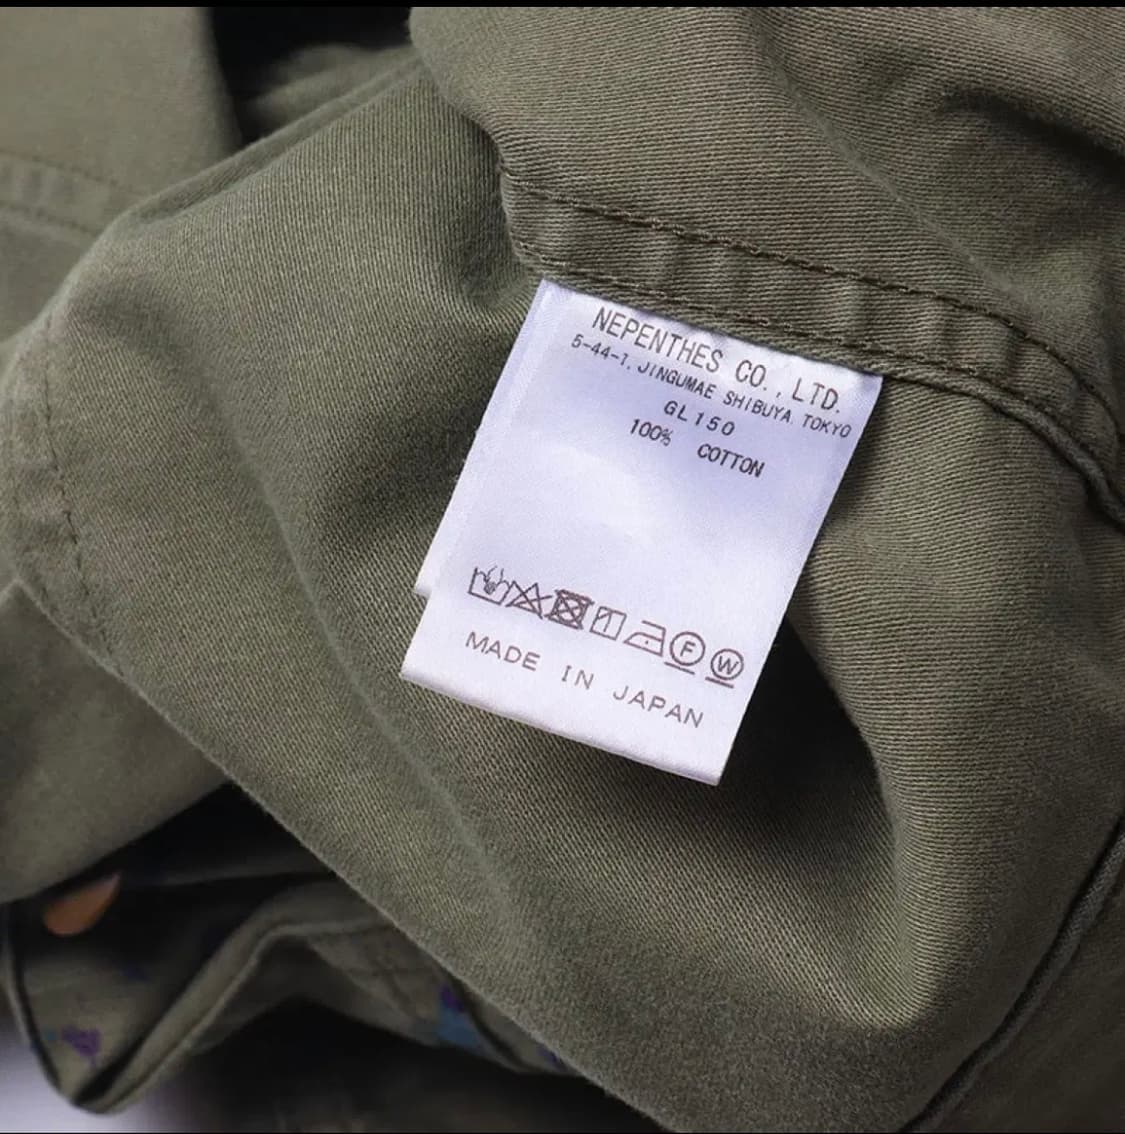 NEPENTHES CO., LTD.
5-44-1, JINGUMAE SHIBUYA TOKYO
GL150
100% COTTON
F W
MADE IN JAPAN